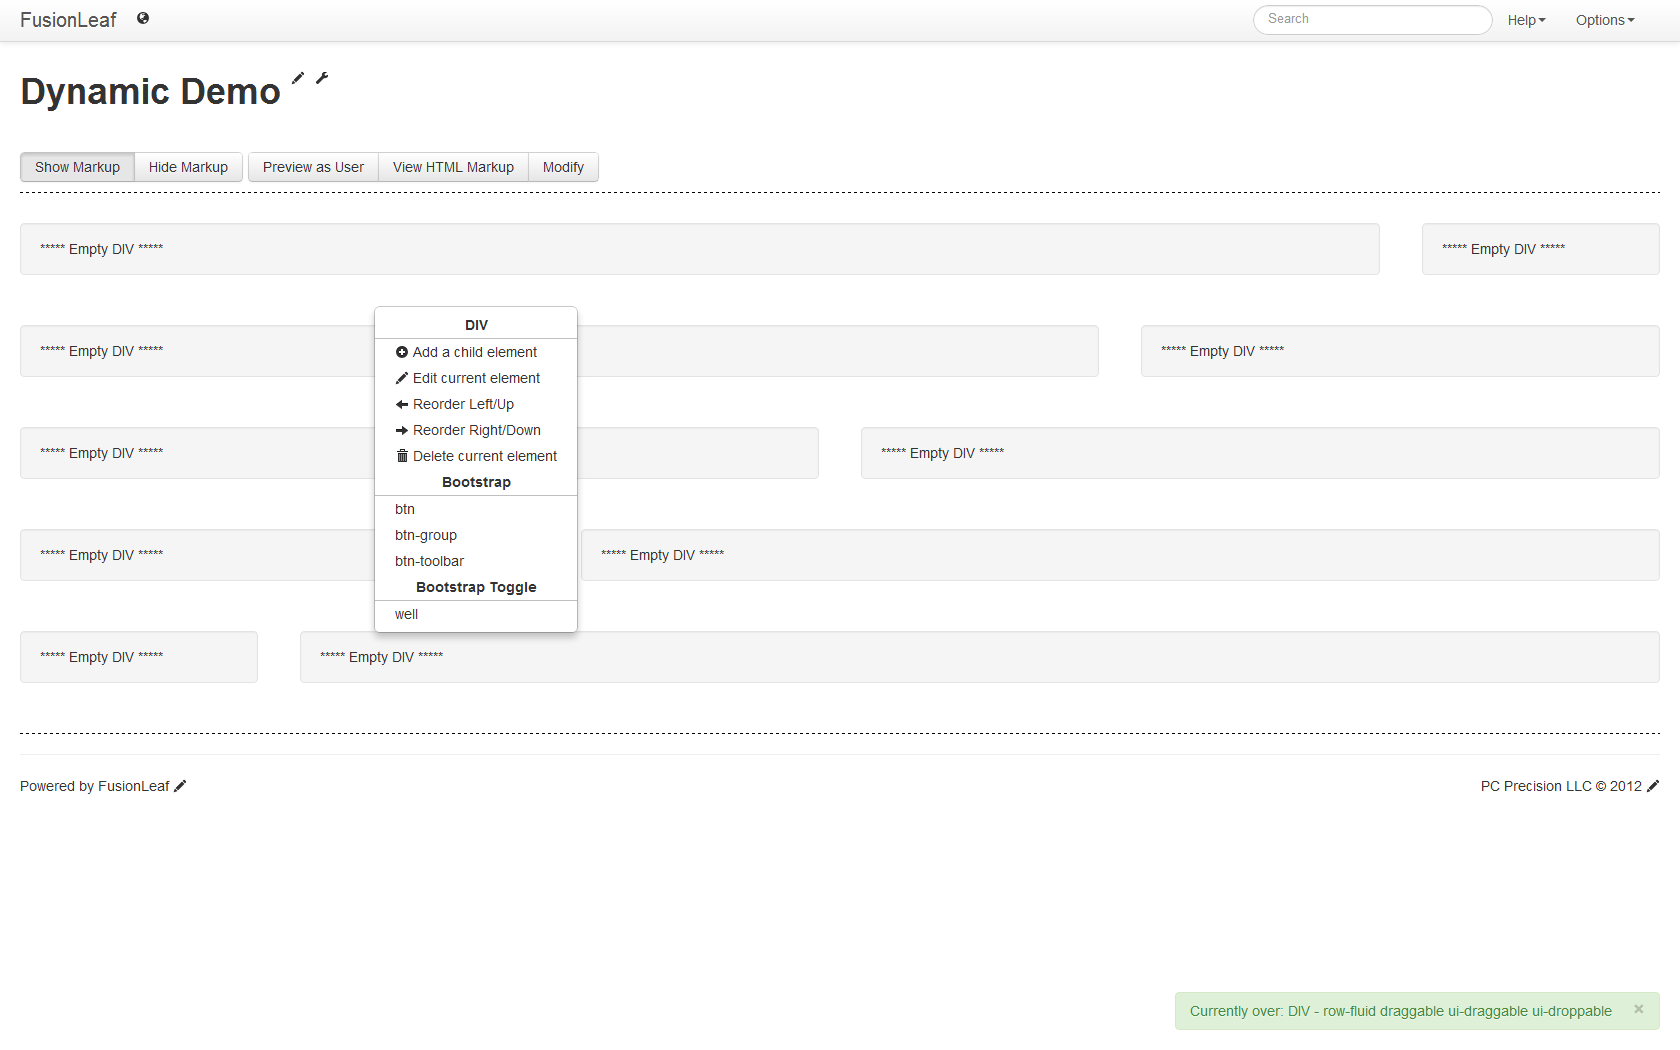 FusionLeaf Search Help Options
Dynamic Demo
Show Markup Hide Markup Preview as User View HTML Markup Modify
***** Empty DIV ***** ***** Empty DIV *****
DIV
***** Empty DIV ***** Add a child element ***** Empty DIV *****
Edit current element
Reorder Left/Up
Reorder Right/Down
***** Empty DIV ***** Delete current element ***** Empty DIV *****
Bootstrap
btn
btn-group
***** Empty DIV ***** btn-toolbar ***** Empty DIV *****
Bootstrap Toggle
well
***** Empty DIV ***** ***** Empty DIV *****
Powered by FusionLeaf PC Precision LLC © 2012
Currently over: DIV - row-fluid draggable ui-draggable ui-droppable ×